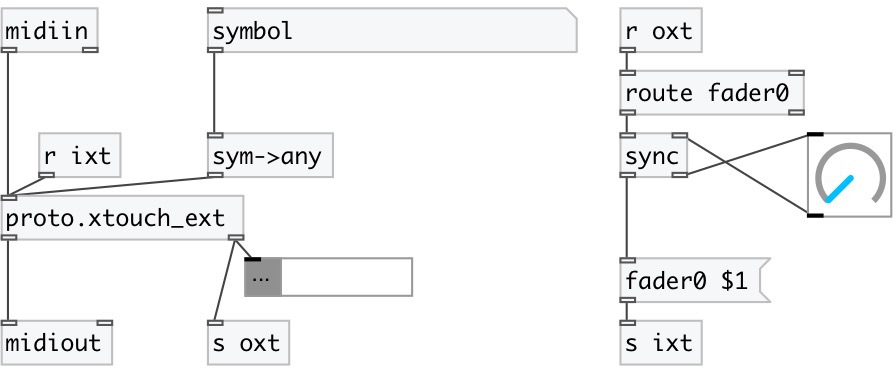 midiin
symbol
r oxt
route fader0
r ixt
sym->any
sync
proto.xtouch_ext
...
fader0 $1
midiout
s oxt
s ixt